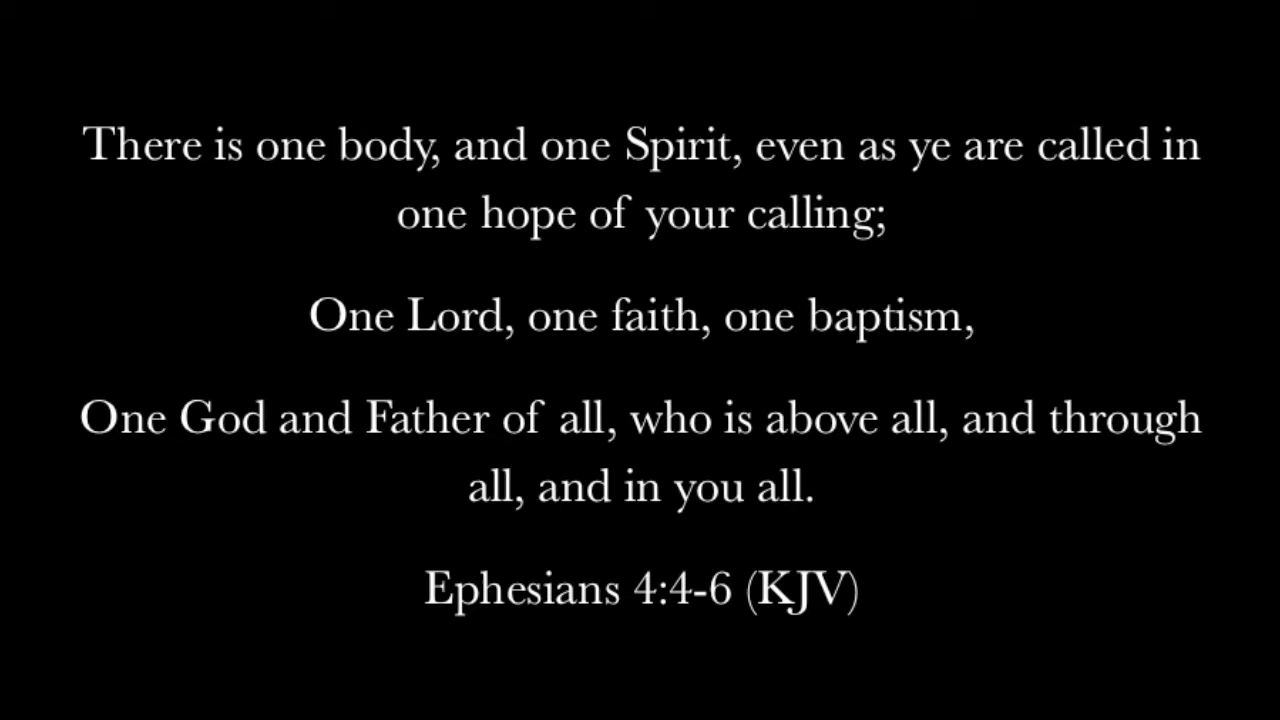 There is one body, and one Spirit, even as ye are called in
one hope of your calling;
One Lord, one faith, one baptism,
One God and Father of all, who is above all, and through
all, and in you all.
Ephesians 4:4-6 (KJV)